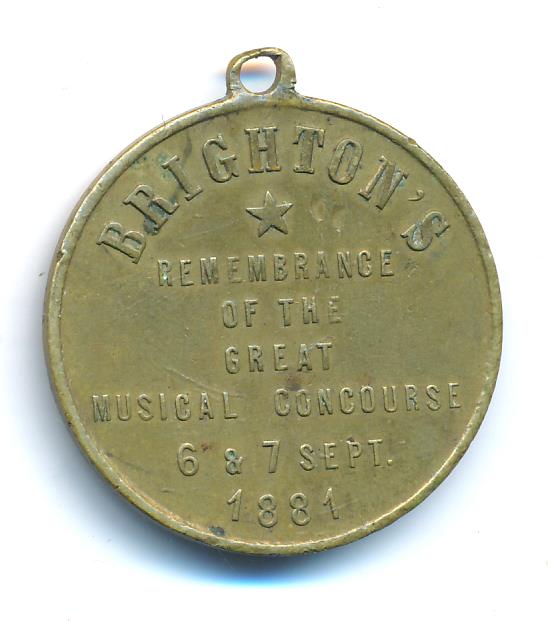 BRIGHTON'S
REMEMBRANCE
OF THE
GREAT
MUSICAL CONCOURSE
6 & 7 SEPT.
1881